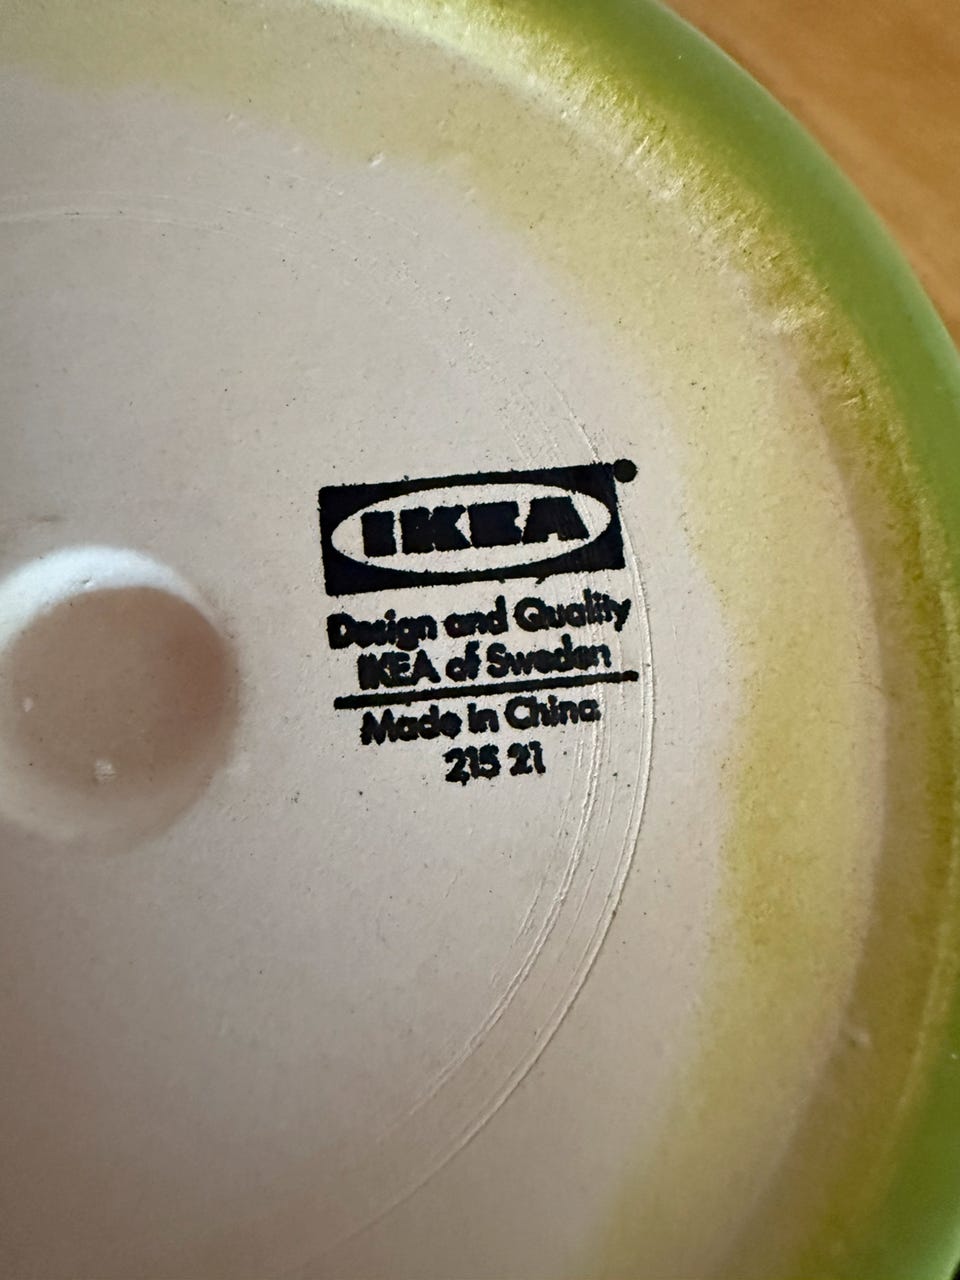 IKEA
Design and Quality
IKEA of Sweden
Made in China
215 21